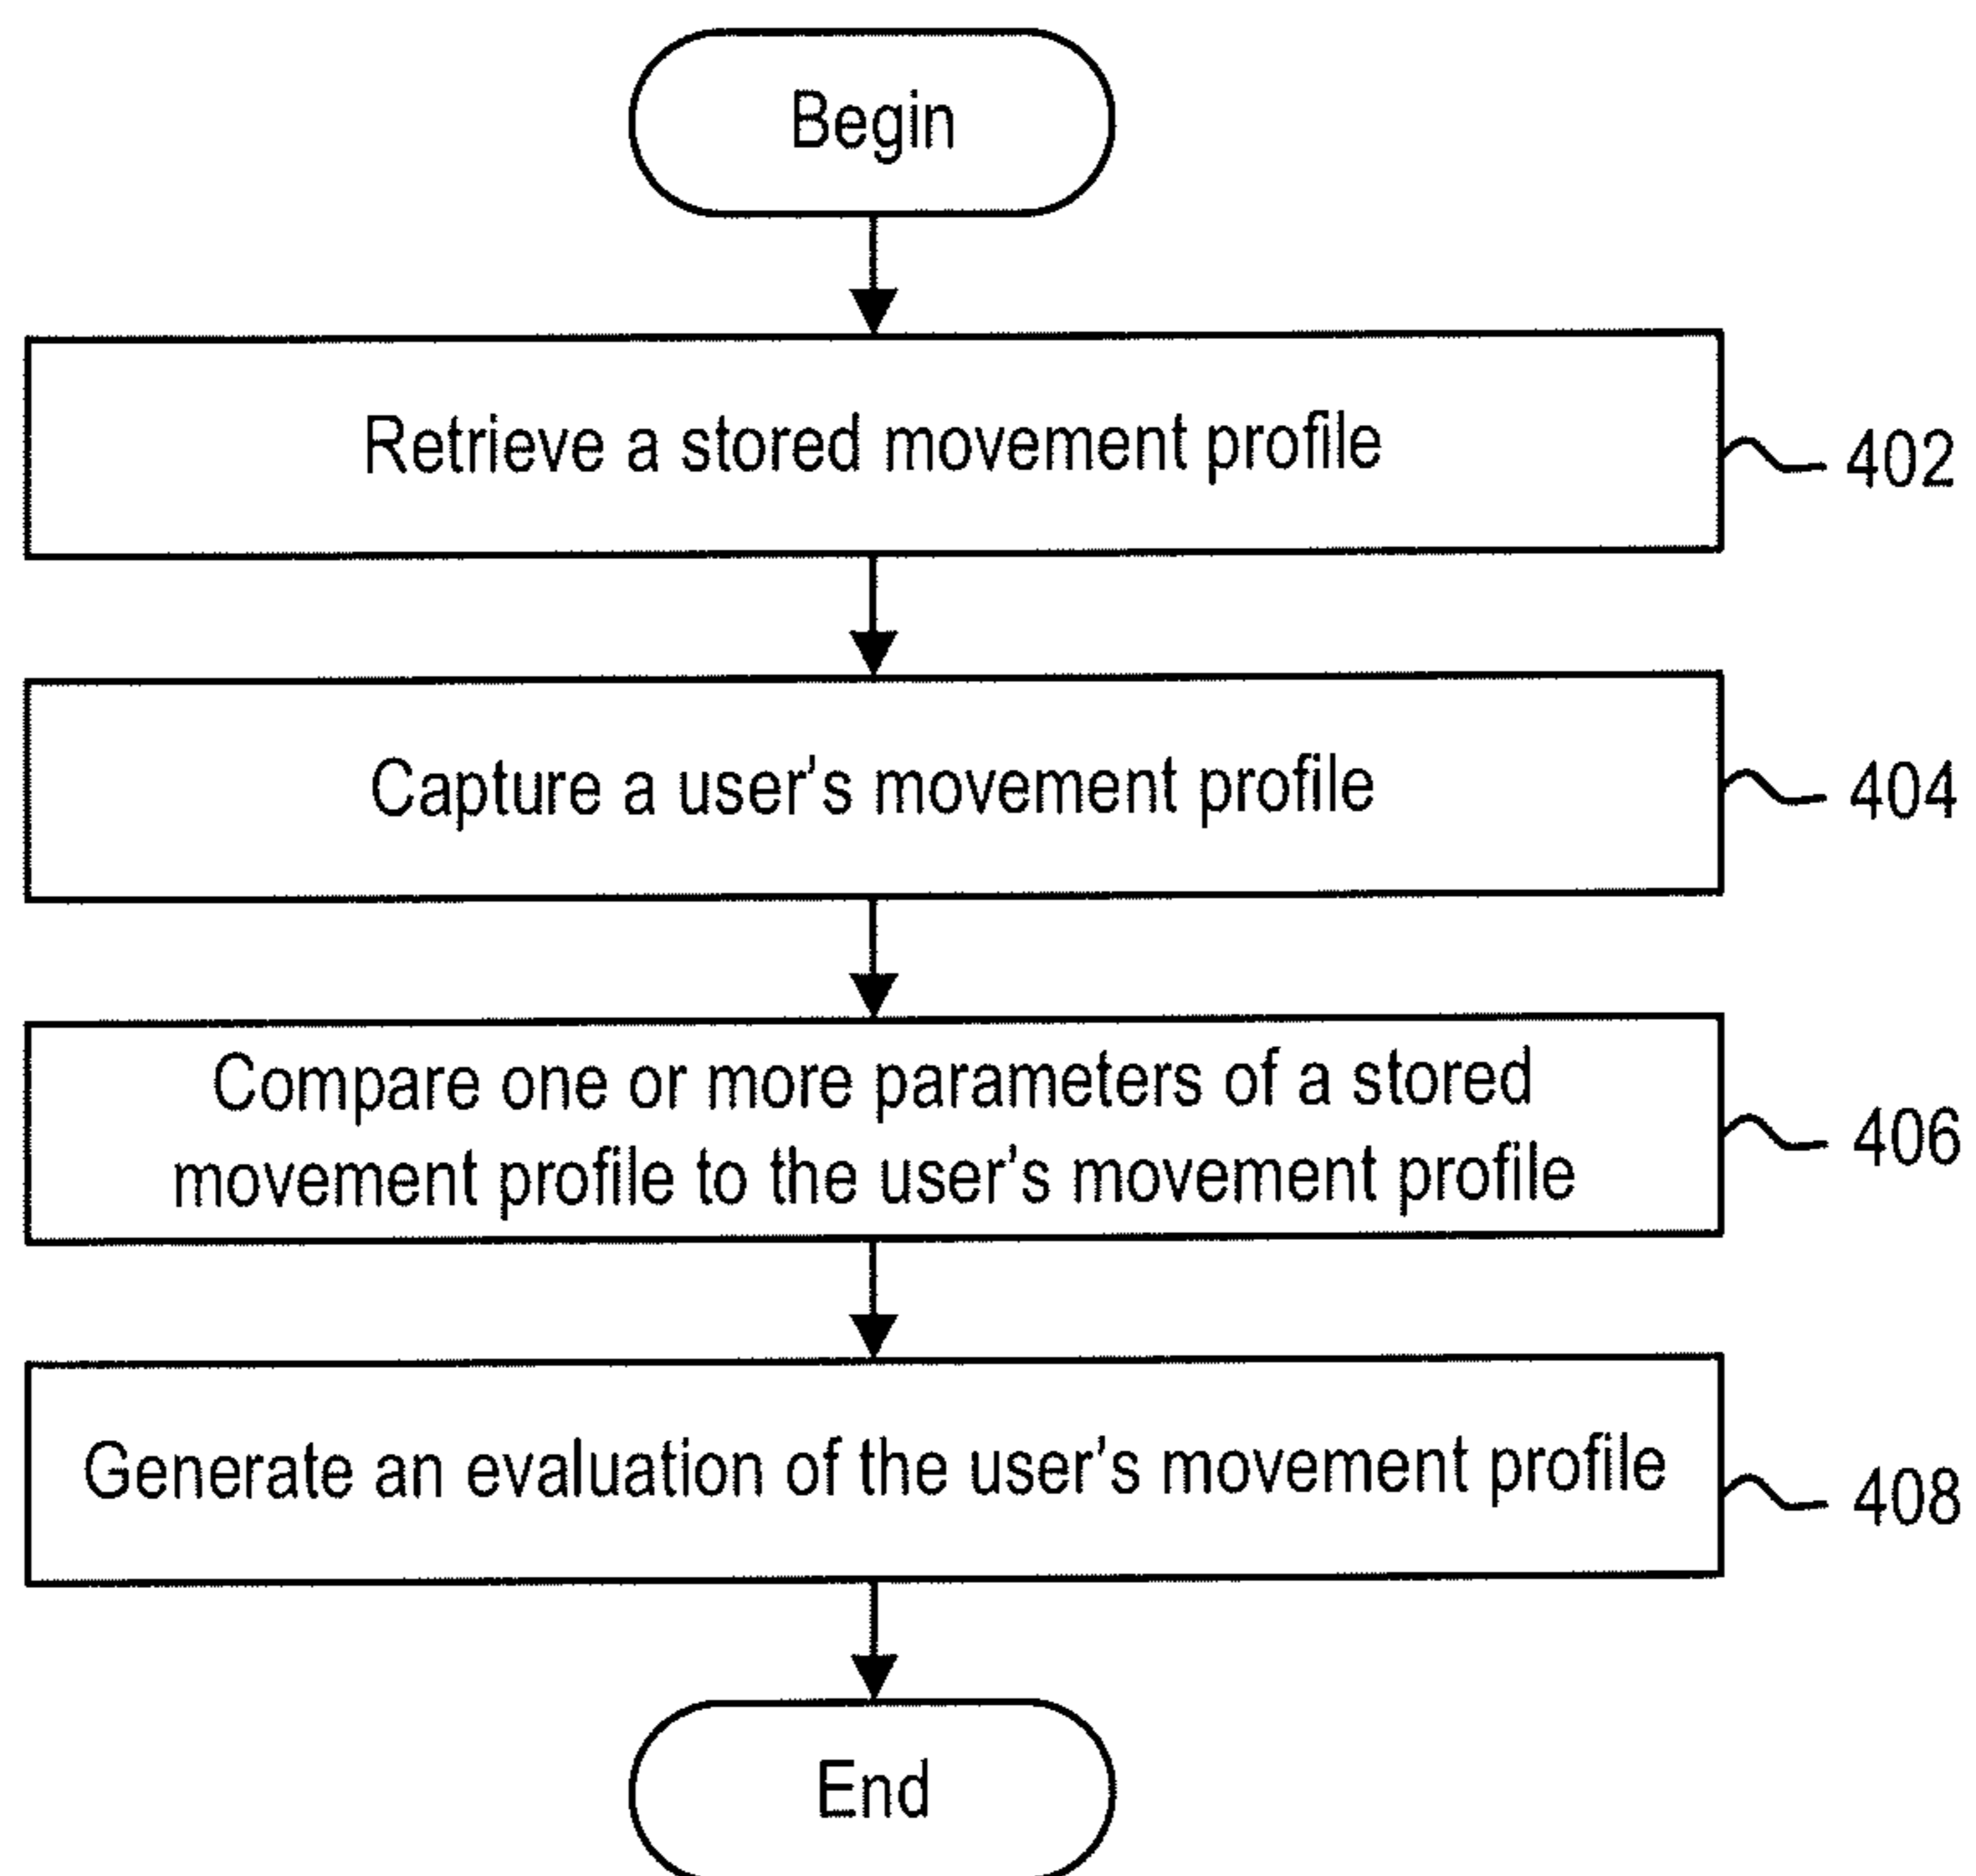 Begin
Retrieve a stored movement profile
402
Capture a user's movement profile
404
Compare one or more parameters of a stored
movement profile to the user's movement profile
406
Generate an evaluation of the user's movement profile
408
End